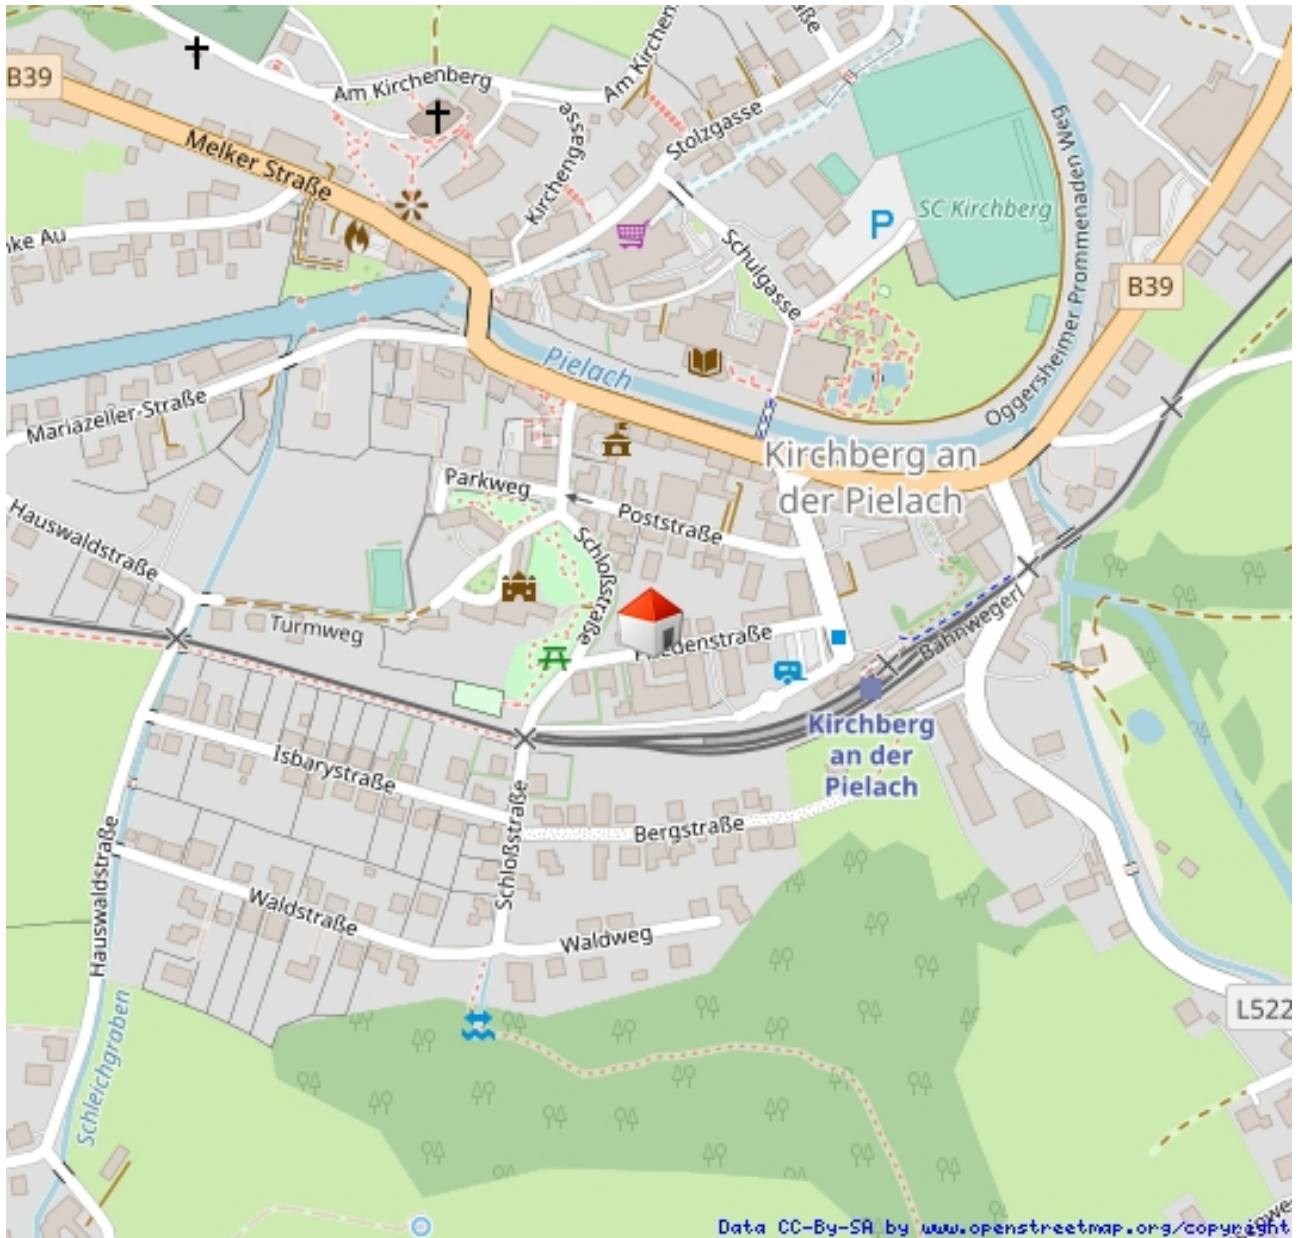 B39
Am Kirchenberg
Am Kirchen
Melker Straße
Kirchengasse
Stolzgasse
Oggersheimer Prommenaden Weg
P
SC Kirchberg
Schulgasse
B39
Pielach
Mariazeller-Straße
Kirchberg an
der Pielach
Parkweg
Poststraße
Hauswaldstraße
Schloßstraße
Turmweg
Bahnwegerl
Kirchberg
an der
Pielach
Isbarystraße
Bergstraße
Schloßstraße
Hauswaldstraße
Waldstraße
Waldweg
L522
Schleichgraben
Data CC-By-SA by www.openstreetmap.org/copyright